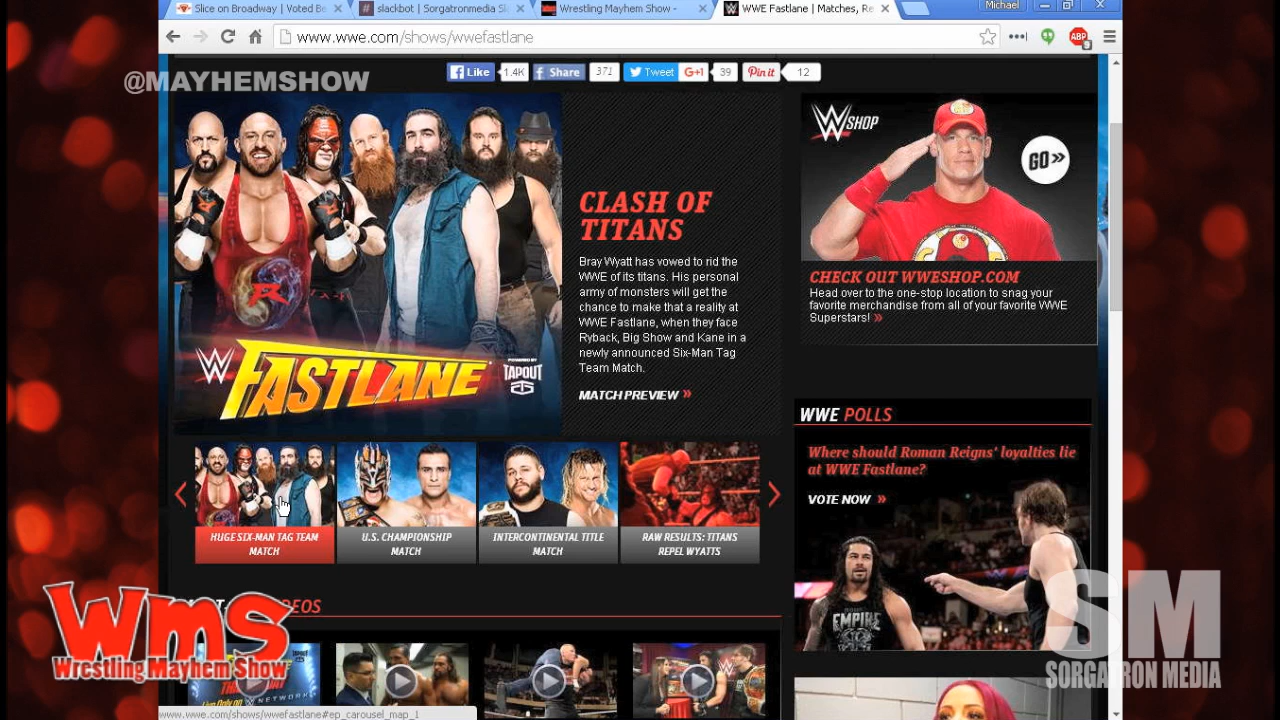 Slice on Broadway | Voted Be
slackbot | Sorgatronmedia Sl
Wrestling Mayhem Show -
WWE Fastlane | Matches, Re
Michael
www.wwe.com/shows/wwefastlane
ABP
@MAYHEMSHOW
Like
1.4K
Share
371
Tweet
G+1
39
Pin it
12
CLASH OF
TITANS
Bray Wyatt has vowed to rid the
WWE of its titans. His personal
army of monsters will get the
chance to make that a reality at
WWE Fastlane, when they face
Ryback, Big Show and Kane in a
newly announced Six-Man Tag
Team Match.
MATCH PREVIEW »
W FASTLANE
POWERED BY
TAPOUT
W SHOP
GO»
CHECK OUT WWESHOP.COM
Head over to the one-stop location to snag your
favorite merchandise from all of your favorite WWE
Superstars! »
WWE POLLS
Where should Roman Reigns' loyalties lie
at WWE Fastlane?
VOTE NOW »
EMPIRE
HUGE SIX-MAN TAG TEAM
MATCH
U.S. CHAMPIONSHIP
MATCH
INTERCONTINENTAL TITLE
MATCH
RAW RESULTS: TITANS
REPEL WYATTS
WMS
Wrestling Mayhem Show
SM
SORGATRON MEDIA
www.wwe.com/shows/wwefastlane#ep_carousel_map_1